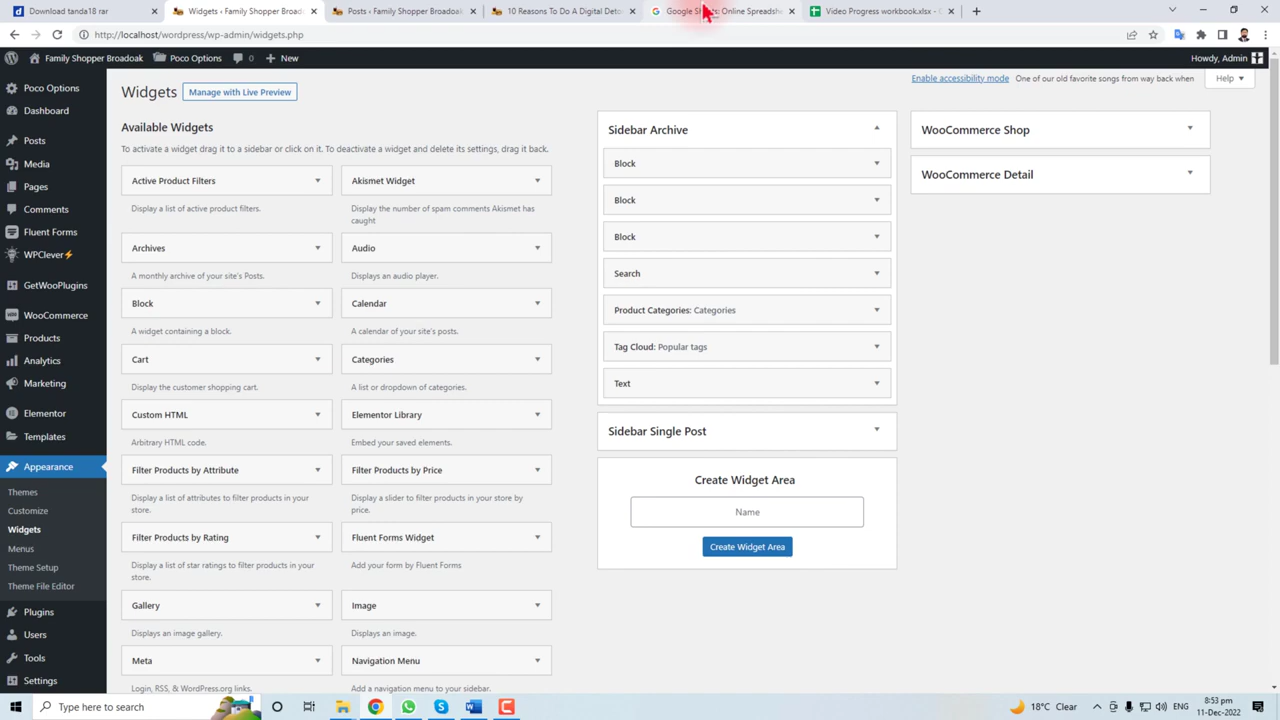 Download tanda18 rar
Widgets ‹ Family Shopper Broado
Posts ‹ Family Shopper Broadoak
10 Reasons To Do A Digital Detox
Google Sheets: Online Spreadshe
Video Progress workbook.xlsx - G
http://localhost/wordpress/wp-admin/widgets.php
Family Shopper Broadoak
Poco Options
0
New
Howdy, Admin
Poco Options
Dashboard
Posts
Media
Pages
Comments
Fluent Forms
WPClever⚡
GetWooPlugins
WooCommerce
Products
Analytics
Marketing
Elementor
Templates
Appearance
Themes
Customize
Widgets
Menus
Theme Setup
Theme File Editor
Plugins
Users
Tools
Settings
Enable accessibility mode
One of our old favorite songs from way back when
Help
Widgets
Manage with Live Preview
Available Widgets
To activate a widget drag it to a sidebar or click on it. To deactivate a widget and delete its settings, drag it back.
Active Product Filters
Display a list of active product filters.
Akismet Widget
Display the number of spam comments Akismet has
caught
Archives
A monthly archive of your site's Posts.
Audio
Displays an audio player.
Block
A widget containing a block.
Calendar
A calendar of your site's posts.
Cart
Display the customer shopping cart.
Categories
A list or dropdown of categories.
Custom HTML
Arbitrary HTML code.
Elementor Library
Embed your saved elements.
Filter Products by Attribute
Display a list of attributes to filter products in your
store.
Filter Products by Price
Display a slider to filter products in your store by
price.
Filter Products by Rating
Display a list of star ratings to filter products in your
store.
Fluent Forms Widget
Add your form by Fluent Forms
Gallery
Displays an image gallery.
Image
Displays an image.
Meta
Login, RSS, & WordPress.org links.
Navigation Menu
Add a navigation menu to your sidebar.
Sidebar Archive
Block
Block
Block
Search
Product Categories: Categories
Tag Cloud: Popular tags
Text
Sidebar Single Post
Create Widget Area
Name
Create Widget Area
WooCommerce Shop
WooCommerce Detail
Type here to search
18°C Clear
ENG
8:53 pm
11-Dec-2022